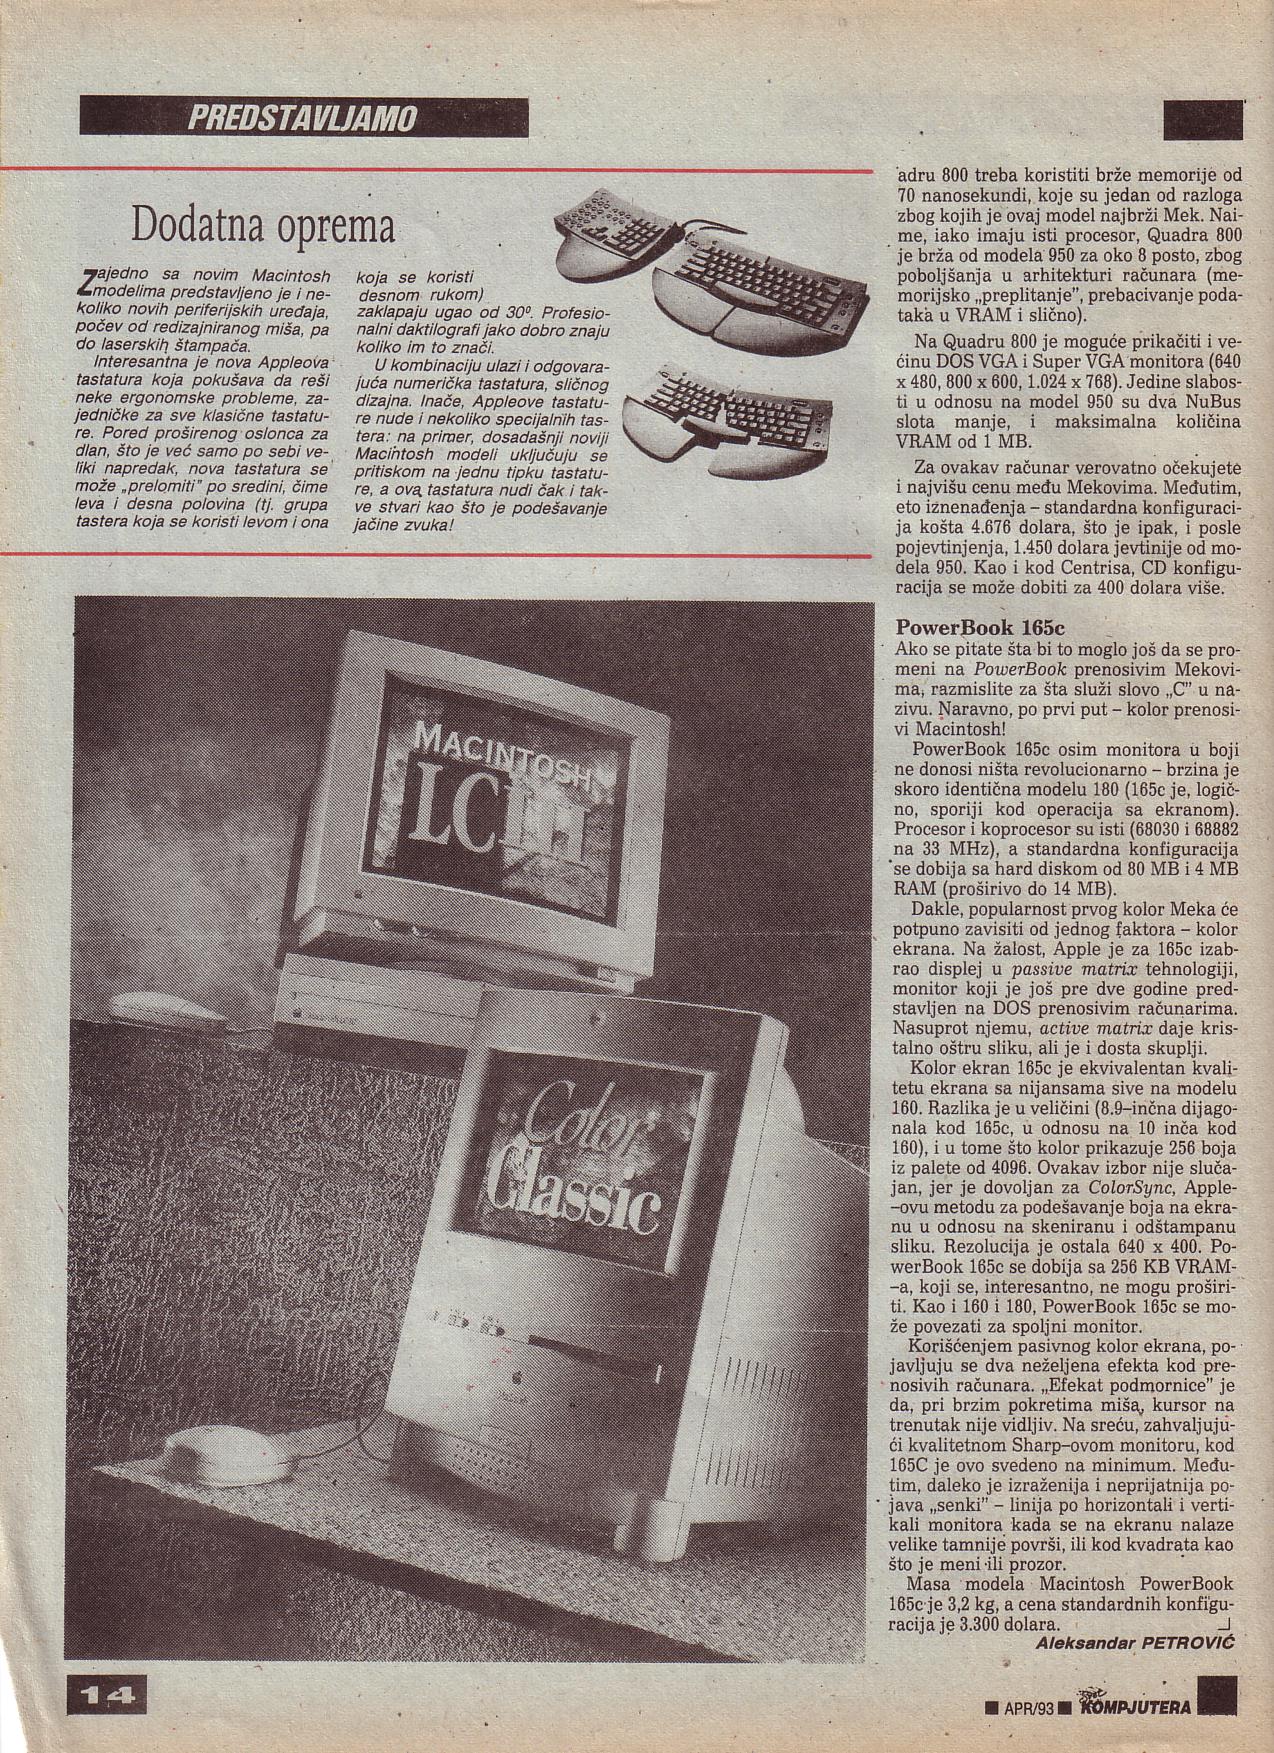 PREDSTAVLJAMO
Dodatna oprema
Zajedno sa novim Macintosh
modelima predstavljeno je i ne-
koliko novih periferijskih uređaja,
počev od redizajniranog miša, pa
do laserskih štampača.
Interesantna je nova Appleova
tastatura koja pokušava da reši
neke ergonomske probleme, za-
jedničke za sve klasične tastatu-
re. Pored proširenog oslonca za
dlan, što je već samo po sebi ve-
liki napredak, nova tastatura se
može „prelomiti” po sredini, čime
leva i desna polovina (tj. grupa
tastera koja se koristi levom i ona
koja se koristi
desnom rukom)
zaklapaju ugao od 30º. Profesio-
nalni daktilografi jako dobro znaju
koliko im to znači.
U kombinaciju ulazi i odgovara-
juća numerička tastatura, sličnog
dizajna. Inače, Appleove tastatu-
re nude i nekoliko specijalnih tas-
tera: na primer, dosadašnji noviji
Macintosh modeli uključuju se
pritiskom na jednu tipku tastatu-
re, a ova tastatura nudi čak i tak-
ve stvari kao što je podešavanje
jačine zvuka!
MACINTOSH
LC III
Color
Classic
adru 800 treba koristiti brže memorije od
70 nanosekundi, koje su jedan od razloga
zbog kojih je ovaj model najbrži Mek. Nai-
me, iako imaju isti procesor, Quadra 800
je brža od modela 950 za oko 8 posto, zbog
poboljšanja u arhitekturi računara (me-
morijsko „preplitanje”, prebacivanje poda-
taka u VRAM i slično).
Na Quadru 800 je moguće prikačiti i ve-
ćinu DOS VGA i Super VGA monitora (640
x 480, 800 x 600, 1.024 x 768). Jedine slabos-
ti u odnosu na model 950 su dva NuBus
slota manje, i maksimalna količina
VRAM od 1 MB.
Za ovakav računar verovatno očekujete
i najvišu cenu među Mekovima. Međutim,
eto iznenađenja – standardna konfiguraci-
ja košta 4.676 dolara, što je ipak, i posle
pojevtinjenja, 1.450 dolara jevtinije od mo-
dela 950. Kao i kod Centrisa, CD konfigu-
racija se može dobiti za 400 dolara više.
PowerBook 165c
Ako se pitate šta bi to moglo još da se pro-
meni na PowerBook prenosivim Mekovi-
ma, razmislite za šta služi slovo „C” u na-
zivu. Naravno, po prvi put – kolor prenosi-
vi Macintosh!
PowerBook 165c osim monitora u boji
ne donosi ništa revolucionarno – brzina je
skoro identična modelu 180 (165c je, logič-
no, sporiji kod operacija sa ekranom).
Procesor i koprocesor su isti (68030 i 68882
na 33 MHz), a standardna konfiguracija
se dobija sa hard diskom od 80 MB i 4 MB
RAM (proširivo do 14 MB).
Dakle, popularnost prvog kolor Meka će
potpuno zavisiti od jednog faktora – kolor
ekrana. Na žalost, Apple je za 165c izab-
rao displej u passive matrix tehnologiji,
monitor koji je još pre dve godine pred-
stavljen na DOS prenosivim računarima.
Nasuprot njemu, active matrix daje kris-
talno oštru sliku, ali je i dosta skuplji.
Kolor ekran 165c je ekvivalentan kvali-
tetu ekrana sa nijansama sive na modelu
160. Razlika je u veličini (8.9–inčna dijago-
nala kod 165c, u odnosu na 10 inča kod
160), i u tome što kolor prikazuje 256 boja
iz palete od 4096. Ovakav izbor nije sluča-
jan, jer je dovoljan za ColorSync, Apple-
–ovu metodu za podešavanje boja na ekra-
nu u odnosu na skeniranu i odštampanu
sliku. Rezolucija je ostala 640 x 400. Po-
werBook 165c se dobija sa 256 KB VRAM-
–a, koji se, interesantno, ne mogu proširi-
ti. Kao i 160 i 180, PowerBook 165c se mo-
že povezati za spoljni monitor.
Korišćenjem pasivnog kolor ekrana, po-
javljuju se dva neželjena efekta kod pre-
nosivih računara. „Efekat podmornice” je
da, pri brzim pokretima miša, kursor na
trenutak nije vidljiv. Na sreću, zahvaljuju-
ći kvalitetnom Sharp–ovom monitoru, kod
165C je ovo svedeno na minimum. Među-
tim, daleko je izraženija i neprijatnija po-
java „senki” – linija po horizontali i verti-
kali monitora kada se na ekranu nalaze
velike tamnije površi, ili kod kvadrata kao
što je meni ili prozor.
Masa modela Macintosh PowerBook
165c je 3,2 kg, a cena standardnih konfigu-
racija je 3.300 dolara.
Aleksandar PETROVIĆ
14
APR/93
Svet KOMPJUTERA